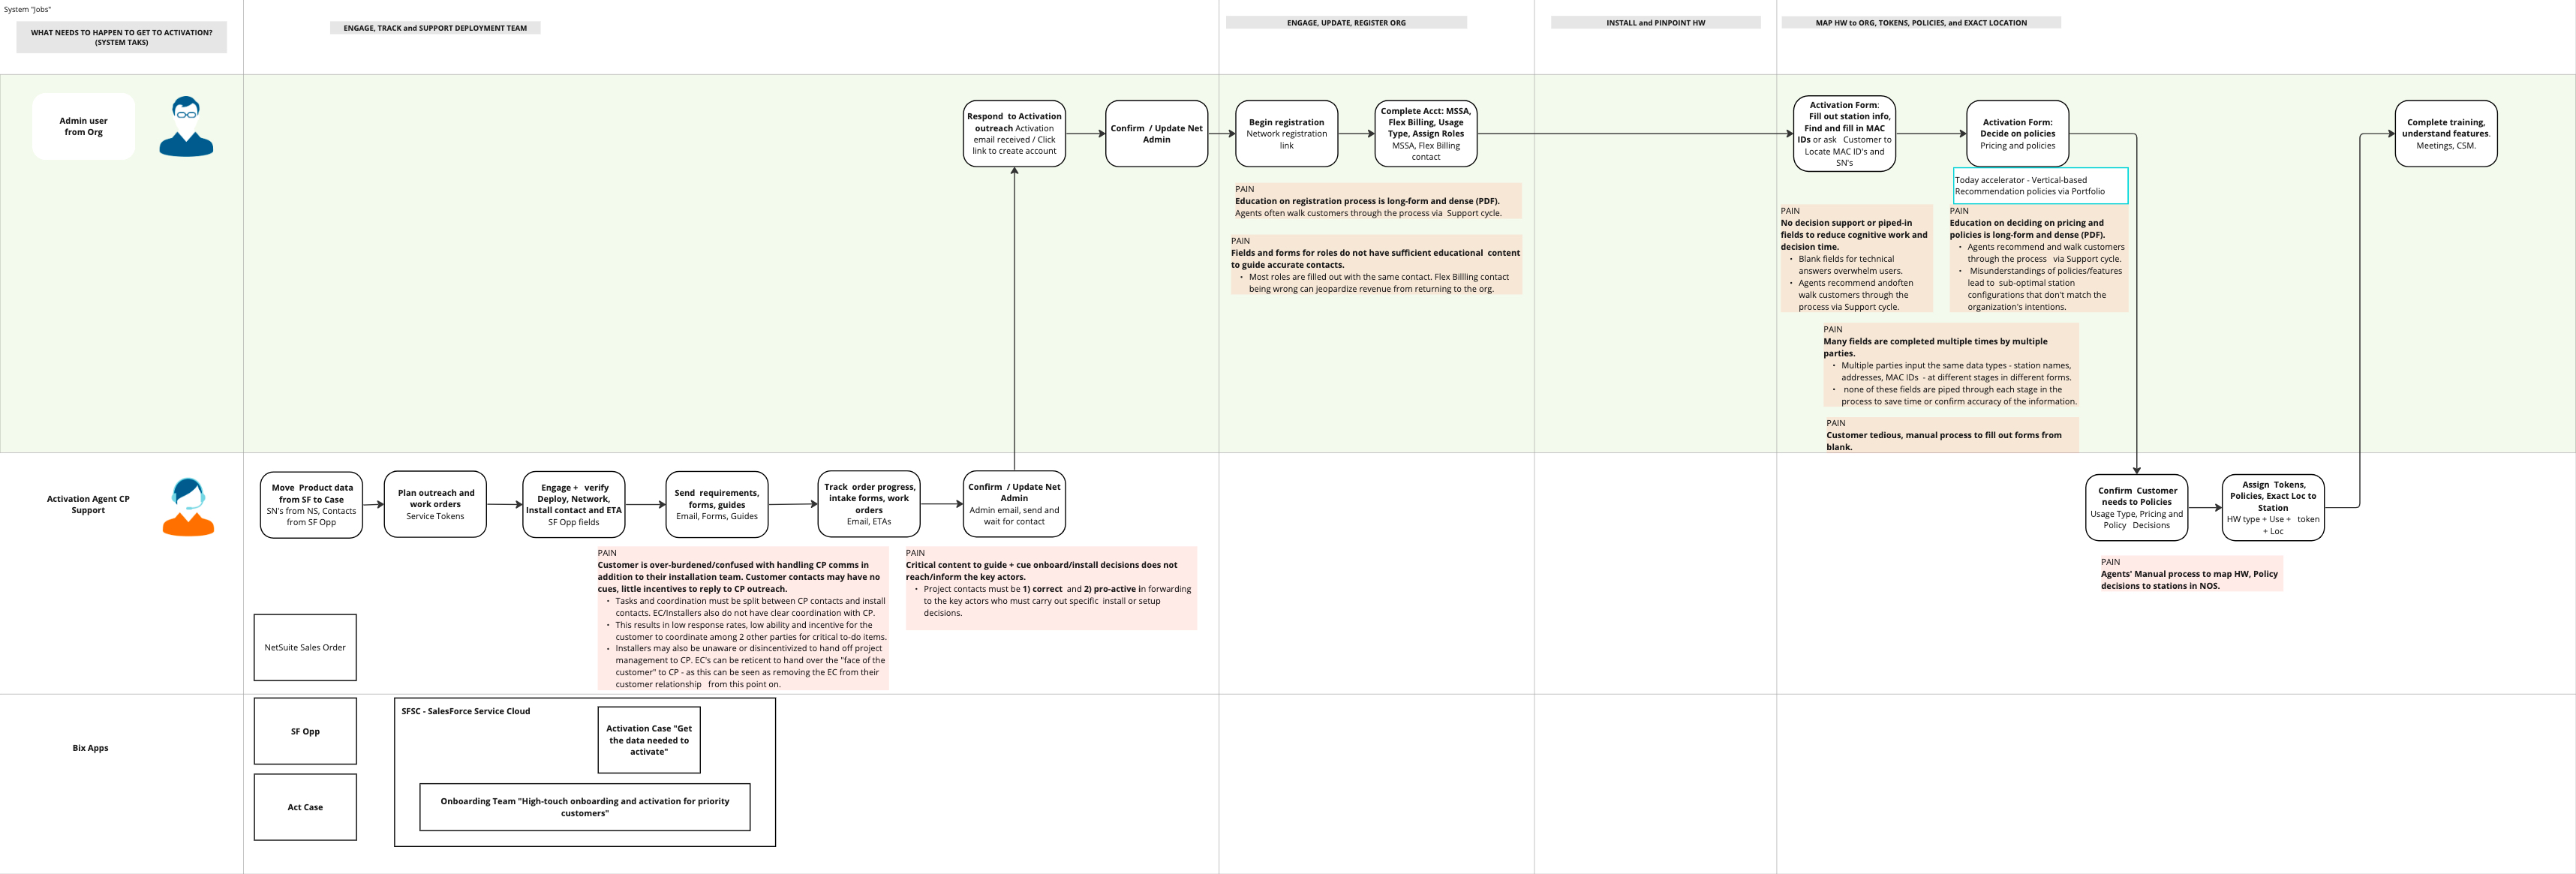 System "Jobs"
WHAT NEEDS TO HAPPEN TO GET TO ACTIVATION?
(SYSTEM TAKS)
ENGAGE, TRACK and SUPPORT DEPLOYMENT TEAM
ENGAGE, UPDATE, REGISTER ORG
INSTALL and PINPOINT HW
MAP HW to ORG, TOKENS, POLICIES, and EXACT LOCATION
Admin user
from Org
Respond to Activation
outreach Activation
email received / Click
link to create account
Confirm / Update Net
Admin
Begin registration
Network registration
link
Complete Acct: MSSA,
Flex Billing, Usage
Type, Assign Roles
MSSA, Flex Billing
contact
Activation Form:
Fill out station info,
Find and fill in MAC
IDs or ask Customer to
Locate MAC ID's and
SN's
Activation Form:
Decide on policies
Pricing and policies
Complete training,
understand features.
Meetings, CSM.
Today accelerator - Vertical-based
Recommendation policies via Portfolio
PAIN
Education on registration process is long-form and dense (PDF).
Agents often walk customers through the process via Support cycle.
PAIN
Fields and forms for roles do not have sufficient educational content
to guide accurate contacts.
• Most roles are filled out with the same contact. Flex Billling contact
being wrong can jeopardize revenue from returning to the org.
PAIN
No decision support or piped-in
fields to reduce cognitive work and
decision time.
• Blank fields for technical
answers overwhelm users.
• Agents recommend andoften
walk customers through the
process via Support cycle.
PAIN
Education on deciding on pricing and
policies is long-form and dense (PDF).
• Agents recommend and walk customers
through the process via Support cycle.
• Misunderstandings of policies/features
lead to sub-optimal station
configurations that don't match the
organization's intentions.
PAIN
Many fields are completed multiple times by multiple
parties.
• Multiple parties input the same data types - station names,
addresses, MAC IDs - at different stages in different forms.
• none of these fields are piped through each stage in the
process to save time or confirm accuracy of the information.
PAIN
Customer tedious, manual process to fill out forms from
blank.
Activation Agent CP
Support
Move Product data
from SF to Case
SN's from NS, Contacts
from SF Opp
Plan outreach and
work orders
Service Tokens
Engage + verify
Deploy, Network,
Install contact and ETA
SF Opp fields
Send requirements,
forms, guides
Email, Forms, Guides
Track order progress,
intake forms, work
orders
Email, ETAs
Confirm / Update Net
Admin
Admin email, send and
wait for contact
Confirm Customer
needs to Policies
Usage Type, Pricing and
Policy Decisions
Assign Tokens,
Policies, Exact Loc to
Station
HW type + Use + token
+ Loc
PAIN
Customer is over-burdened/confused with handling CP comms in
addition to their installation team. Customer contacts may have no
cues, little incentives to reply to CP outreach.
• Tasks and coordination must be split between CP contacts and install
contacts. EC/Installers also do not have clear coordination with CP.
• This results in low response rates, low ability and incentive for the
customer to coordinate among 2 other parties for critical to-do items.
• Installers may also be unaware or disincentivized to hand off project
management to CP. EC's can be reticent to hand over the "face of the
customer" to CP - as this can be seen as removing the EC from their
customer relationship from this point on.
PAIN
Critical content to guide + cue onboard/install decisions does not
reach/inform the key actors.
• Project contacts must be 1) correct and 2) pro-active in forwarding
to the key actors who must carry out specific install or setup
decisions.
PAIN
Agents' Manual process to map HW, Policy
decisions to stations in NOS.
NetSuite Sales Order
Bix Apps
SF Opp
Act Case
SFSC - SalesForce Service Cloud
Activation Case "Get
the data needed to
activate"
Onboarding Team "High-touch onboarding and activation for priority
customers"